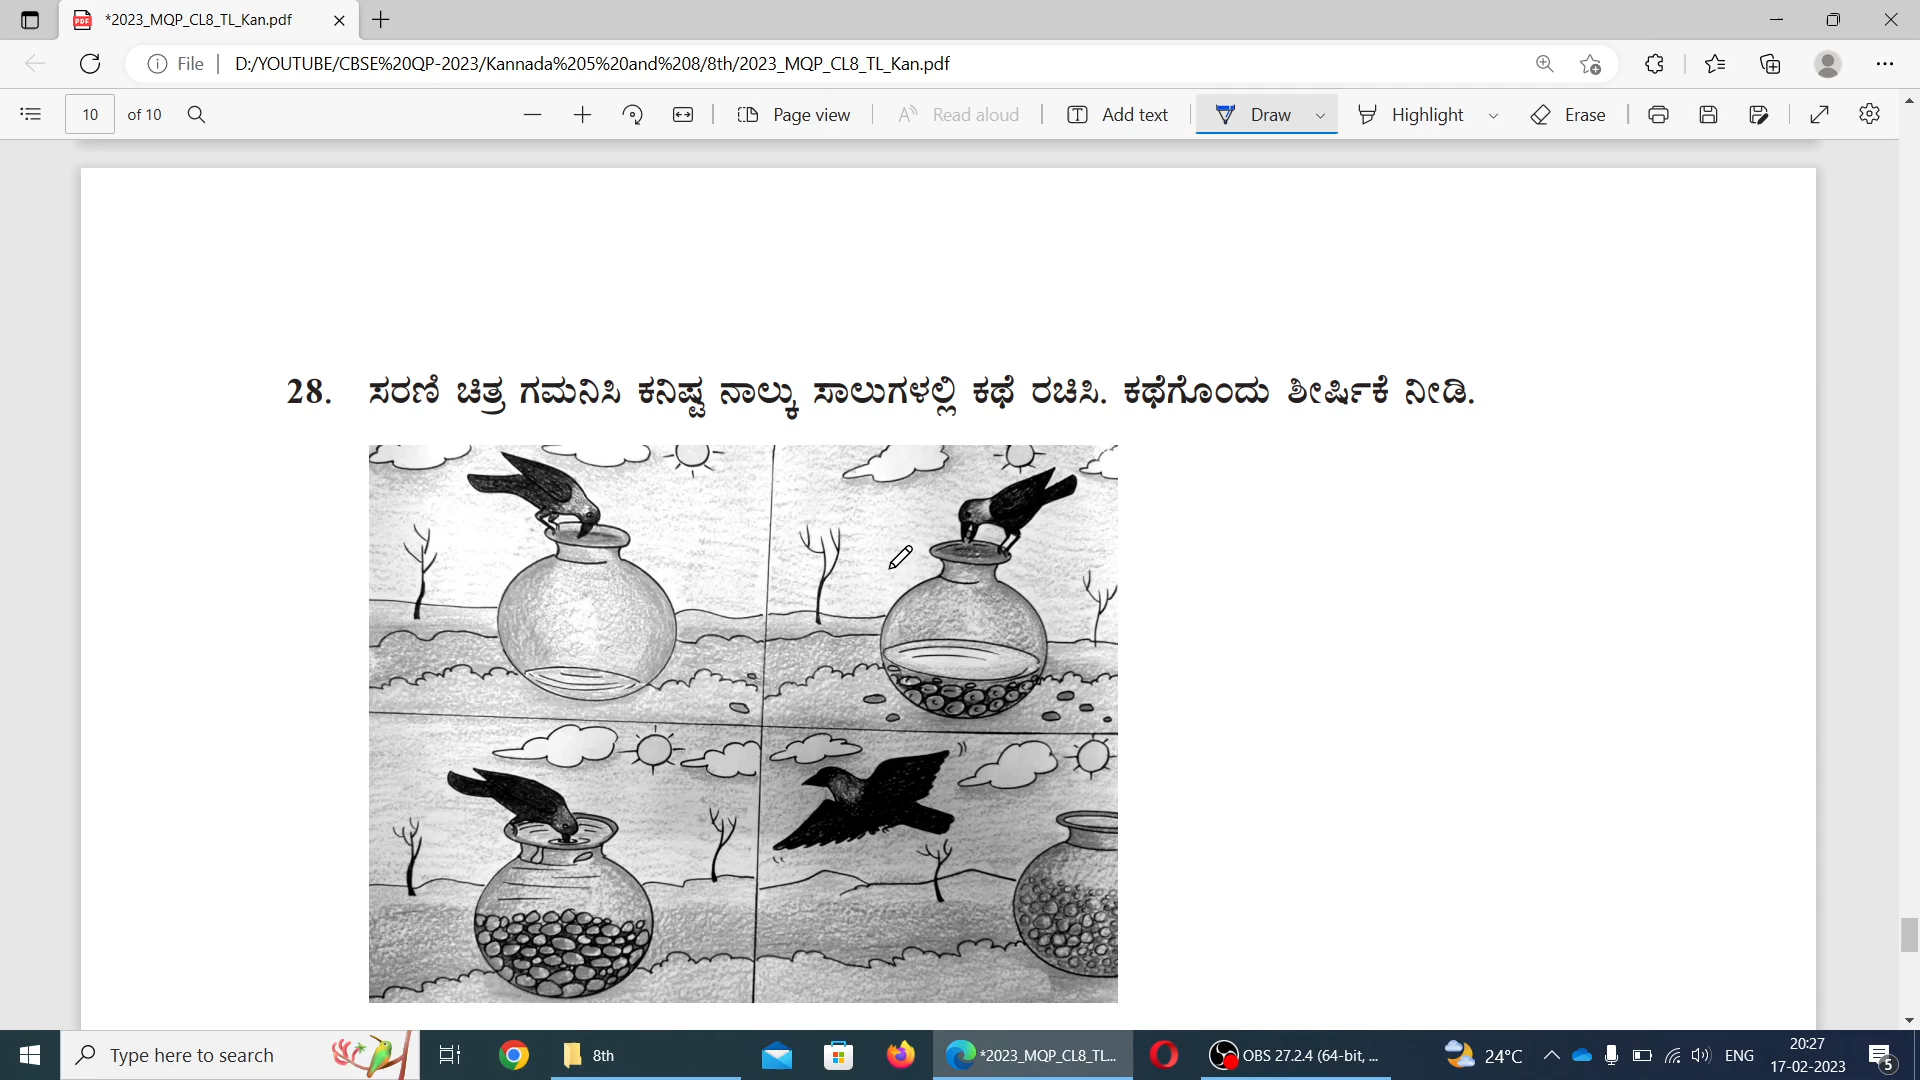 *2023_MQP_CL8_TL_Kan.pdf
File
D:/YOUTUBE/CBSE%20QP-2023/Kannada%205%20and%208/8th/2023_MQP_CL8_TL_Kan.pdf
10 of 10
Page view
Read aloud
Add text
Draw
Highlight
Erase
28. ಸರಣಿ ಚಿತ್ರ ಗಮನಿಸಿ ಕನಿಷ್ಟ ನಾಲ್ಕು ಸಾಲುಗಳಲ್ಲಿ ಕಥೆ ರಚಿಸಿ. ಕಥೆಗೊಂದು ಶೀರ್ಷಿಕೆ ನೀಡಿ.
Type here to search
8th
*2023_MQP_CL8_TL...
OBS 27.2.4 (64-bit, ...
24°C
ENG
20:27
17-02-2023
5